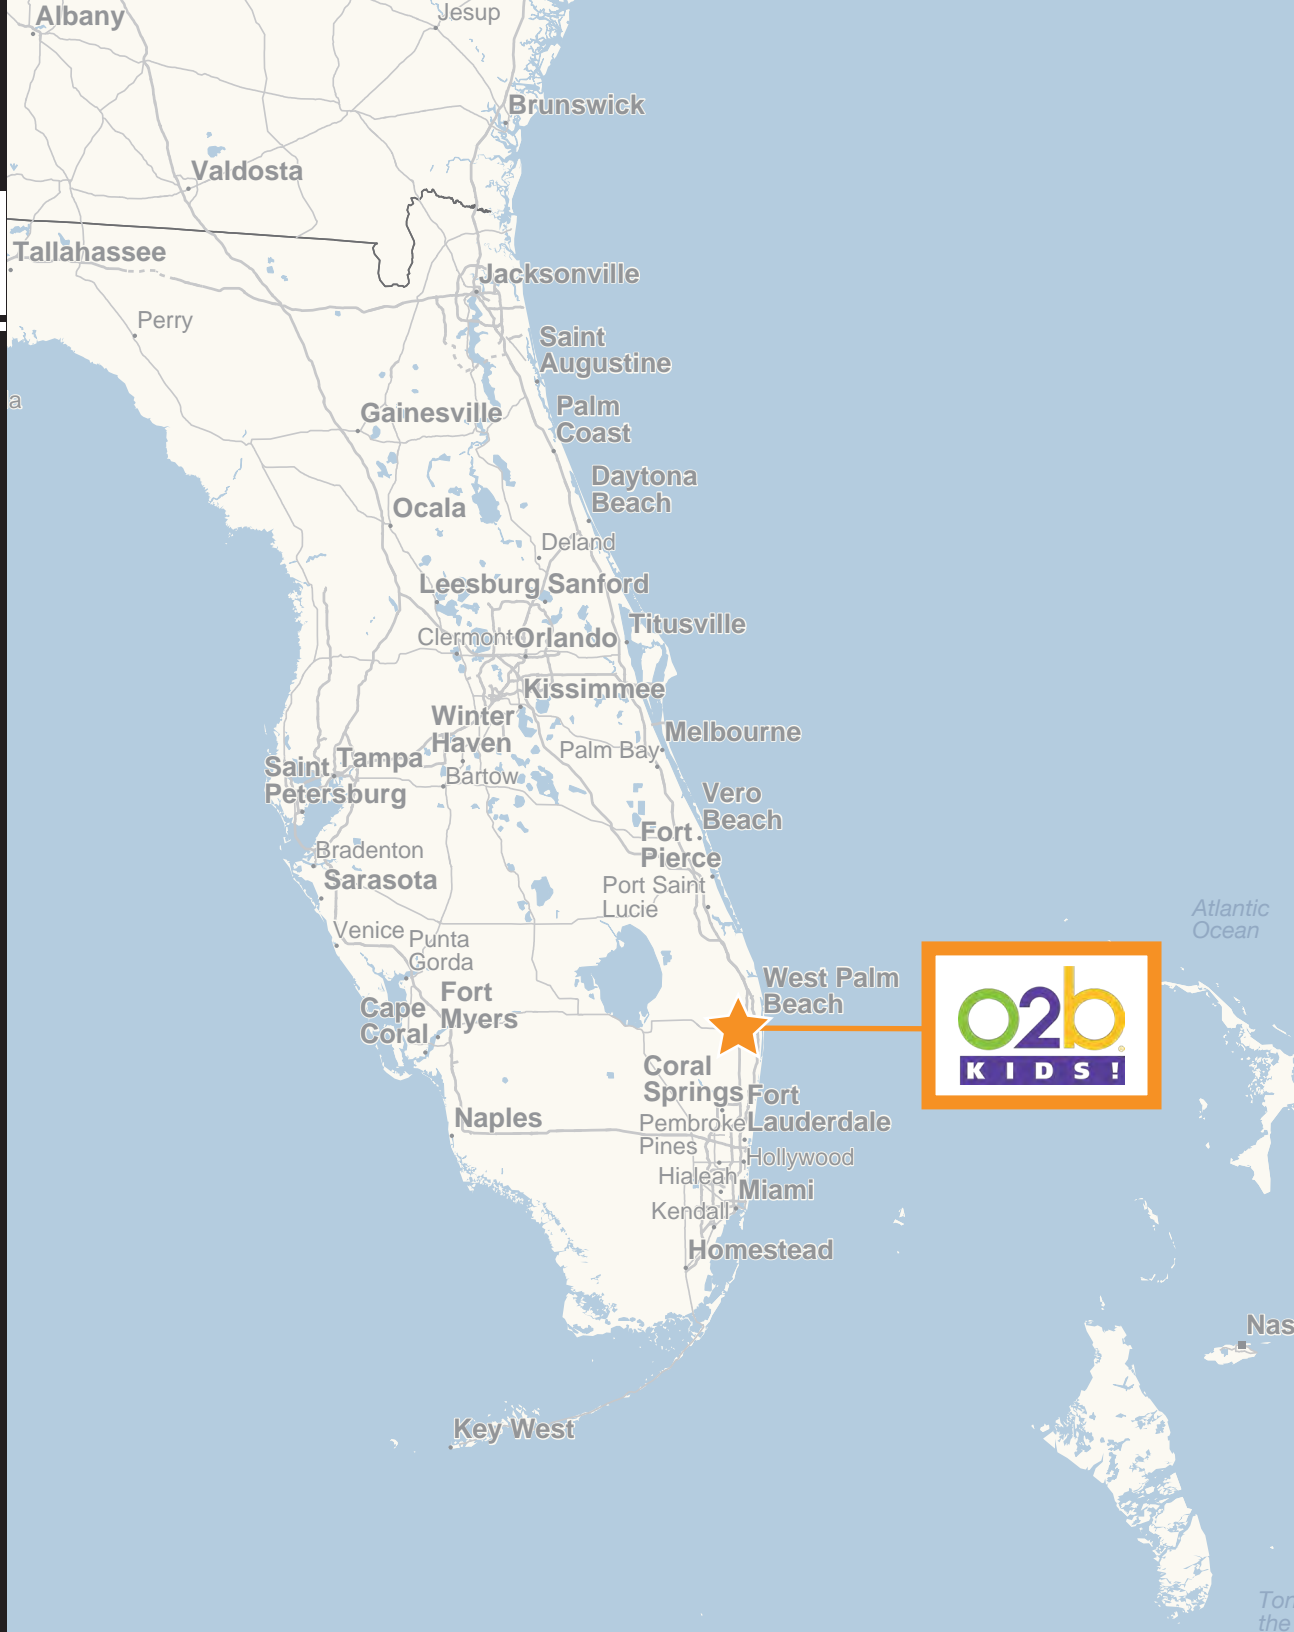 Albany
Jesup
Brunswick
Valdosta
Tallahassee
Jacksonville
Perry
Saint
Augustine
a
Palm
Coast
Gainesville
Daytona
Beach
Ocala
Deland
Leesburg
Sanford
Titusville
Clermont
Orlando
Kissimmee
Winter
Haven
Melbourne
Palm Bay
Tampa
Saint
Petersburg
Bartow
Vero
Beach
Fort
Pierce
Bradenton
Sarasota
Port Saint
Lucie
Atlantic
Ocean
Venice
Punta
Gorda
West Palm
Beach
Fort
Myers
Cape
Coral
o2b
KIDS!
Coral
Springs
Fort
Lauderdale
Naples
Pembroke
Pines
Hollywood
Hialeah
Miami
Kendall
Homestead
Nas
Key West
Ton
the